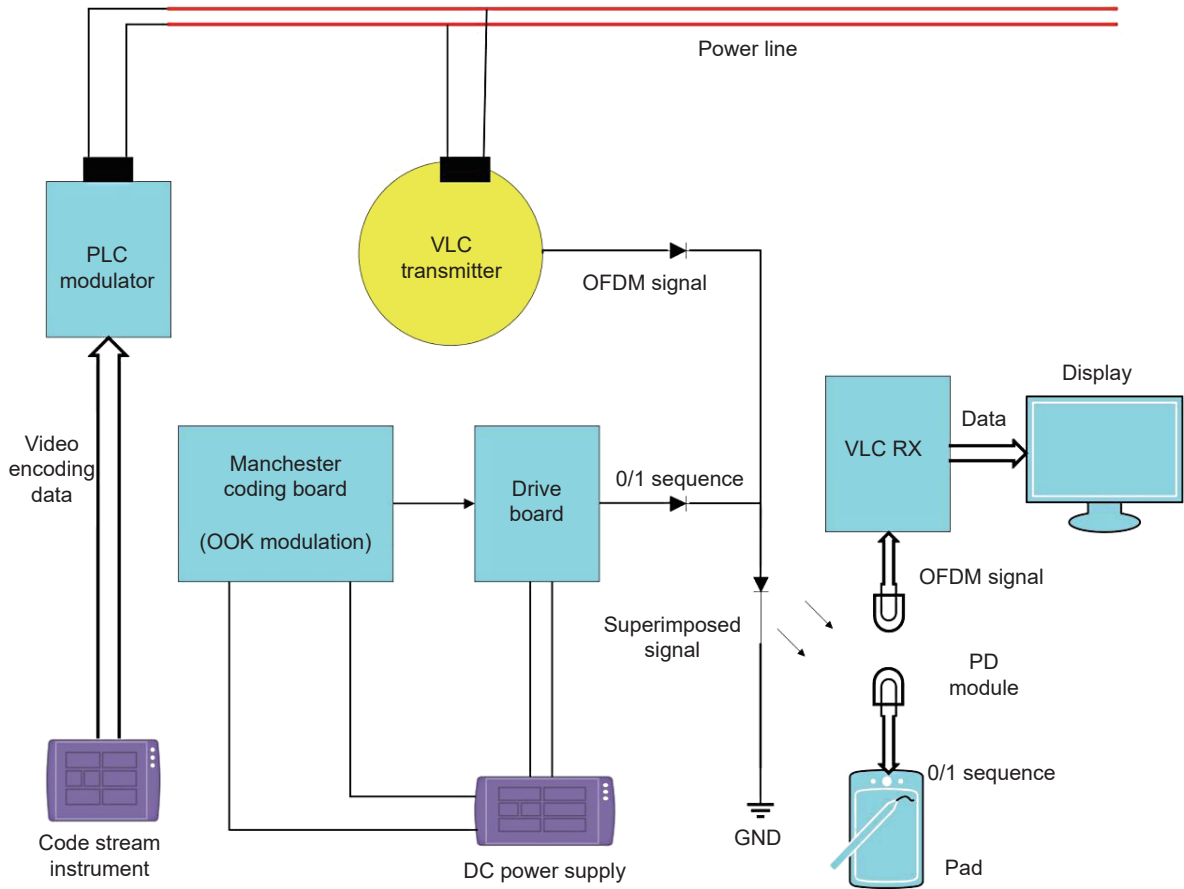 Power line
PLC
modulator
VLC
transmitter
OFDM signal
Video
encoding
data
Manchester
coding board
(OOK modulation)
Drive
board
0/1 sequence
Superimposed
signal
VLC RX
Data
Display
OFDM signal
PD
module
0/1 sequence
Pad
GND
Code stream
instrument
DC power supply